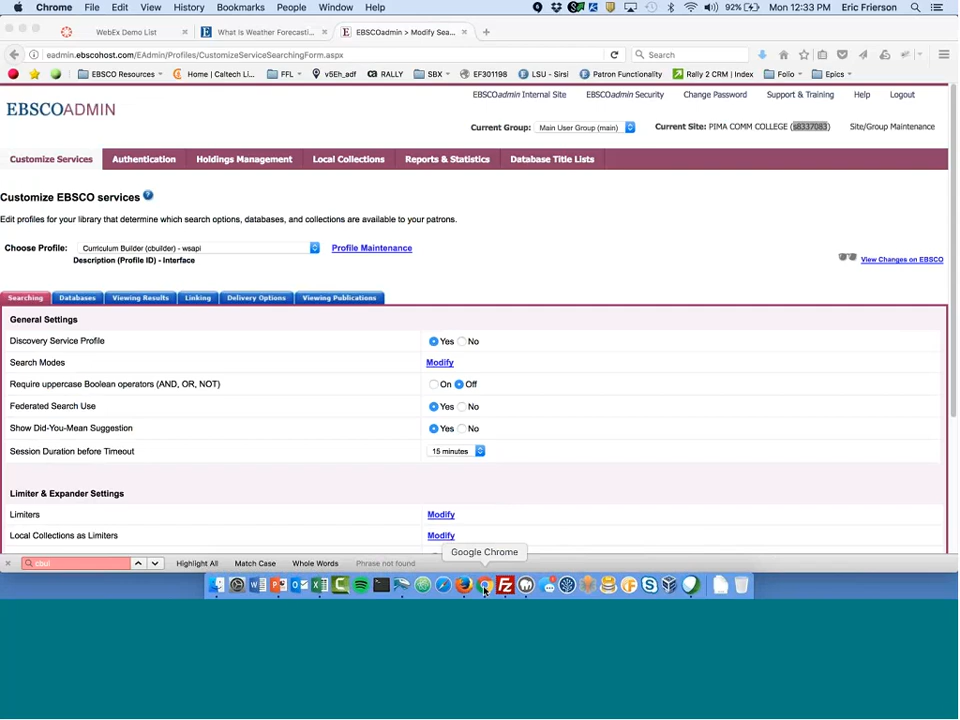 Chrome File Edit View History Bookmarks People Window Help 92% Mon 12:33 PM Eric Frierson
WebEx Demo List × What Is Weather Forecasti... × EBSCOadmin > Modify Sea... × +
eadmin.ebscohost.com/EAdmin/Profiles/CustomizeServiceSearchingForm.aspx Search
EBSCO Resources Home | Caltech Li... FFL v5Eh_adf RALLY SBX EF301198 LSU - Sirsi Patron Functionality Rally 2 CRM | Index Folio Epics
EBSCOadmin Internal Site EBSCOadmin Security Change Password Support & Training Help Logout
EBSCOADMIN
Current Group: Main User Group (main) Current Site: PIMA COMM COLLEGE (s8337083) Site/Group Maintenance
Customize Services Authentication Holdings Management Local Collections Reports & Statistics Database Title Lists
Customize EBSCO services ?
Edit profiles for your library that determine which search options, databases, and collections are available to your patrons.
Choose Profile: Curriculum Builder (cbuilder) - wsapi Profile Maintenance
Description (Profile ID) - Interface View Changes on EBSCO
Searching Databases Viewing Results Linking Delivery Options Viewing Publications
General Settings
Discovery Service Profile Yes No
Search Modes Modify
Require uppercase Boolean operators (AND, OR, NOT) On Off
Federated Search Use Yes No
Show Did-You-Mean Suggestion Yes No
Session Duration before Timeout 15 minutes
Limiter & Expander Settings
Limiters Modify
Local Collections as Limiters Modify
Google Chrome
× cbui Highlight All Match Case Whole Words Phrase not found